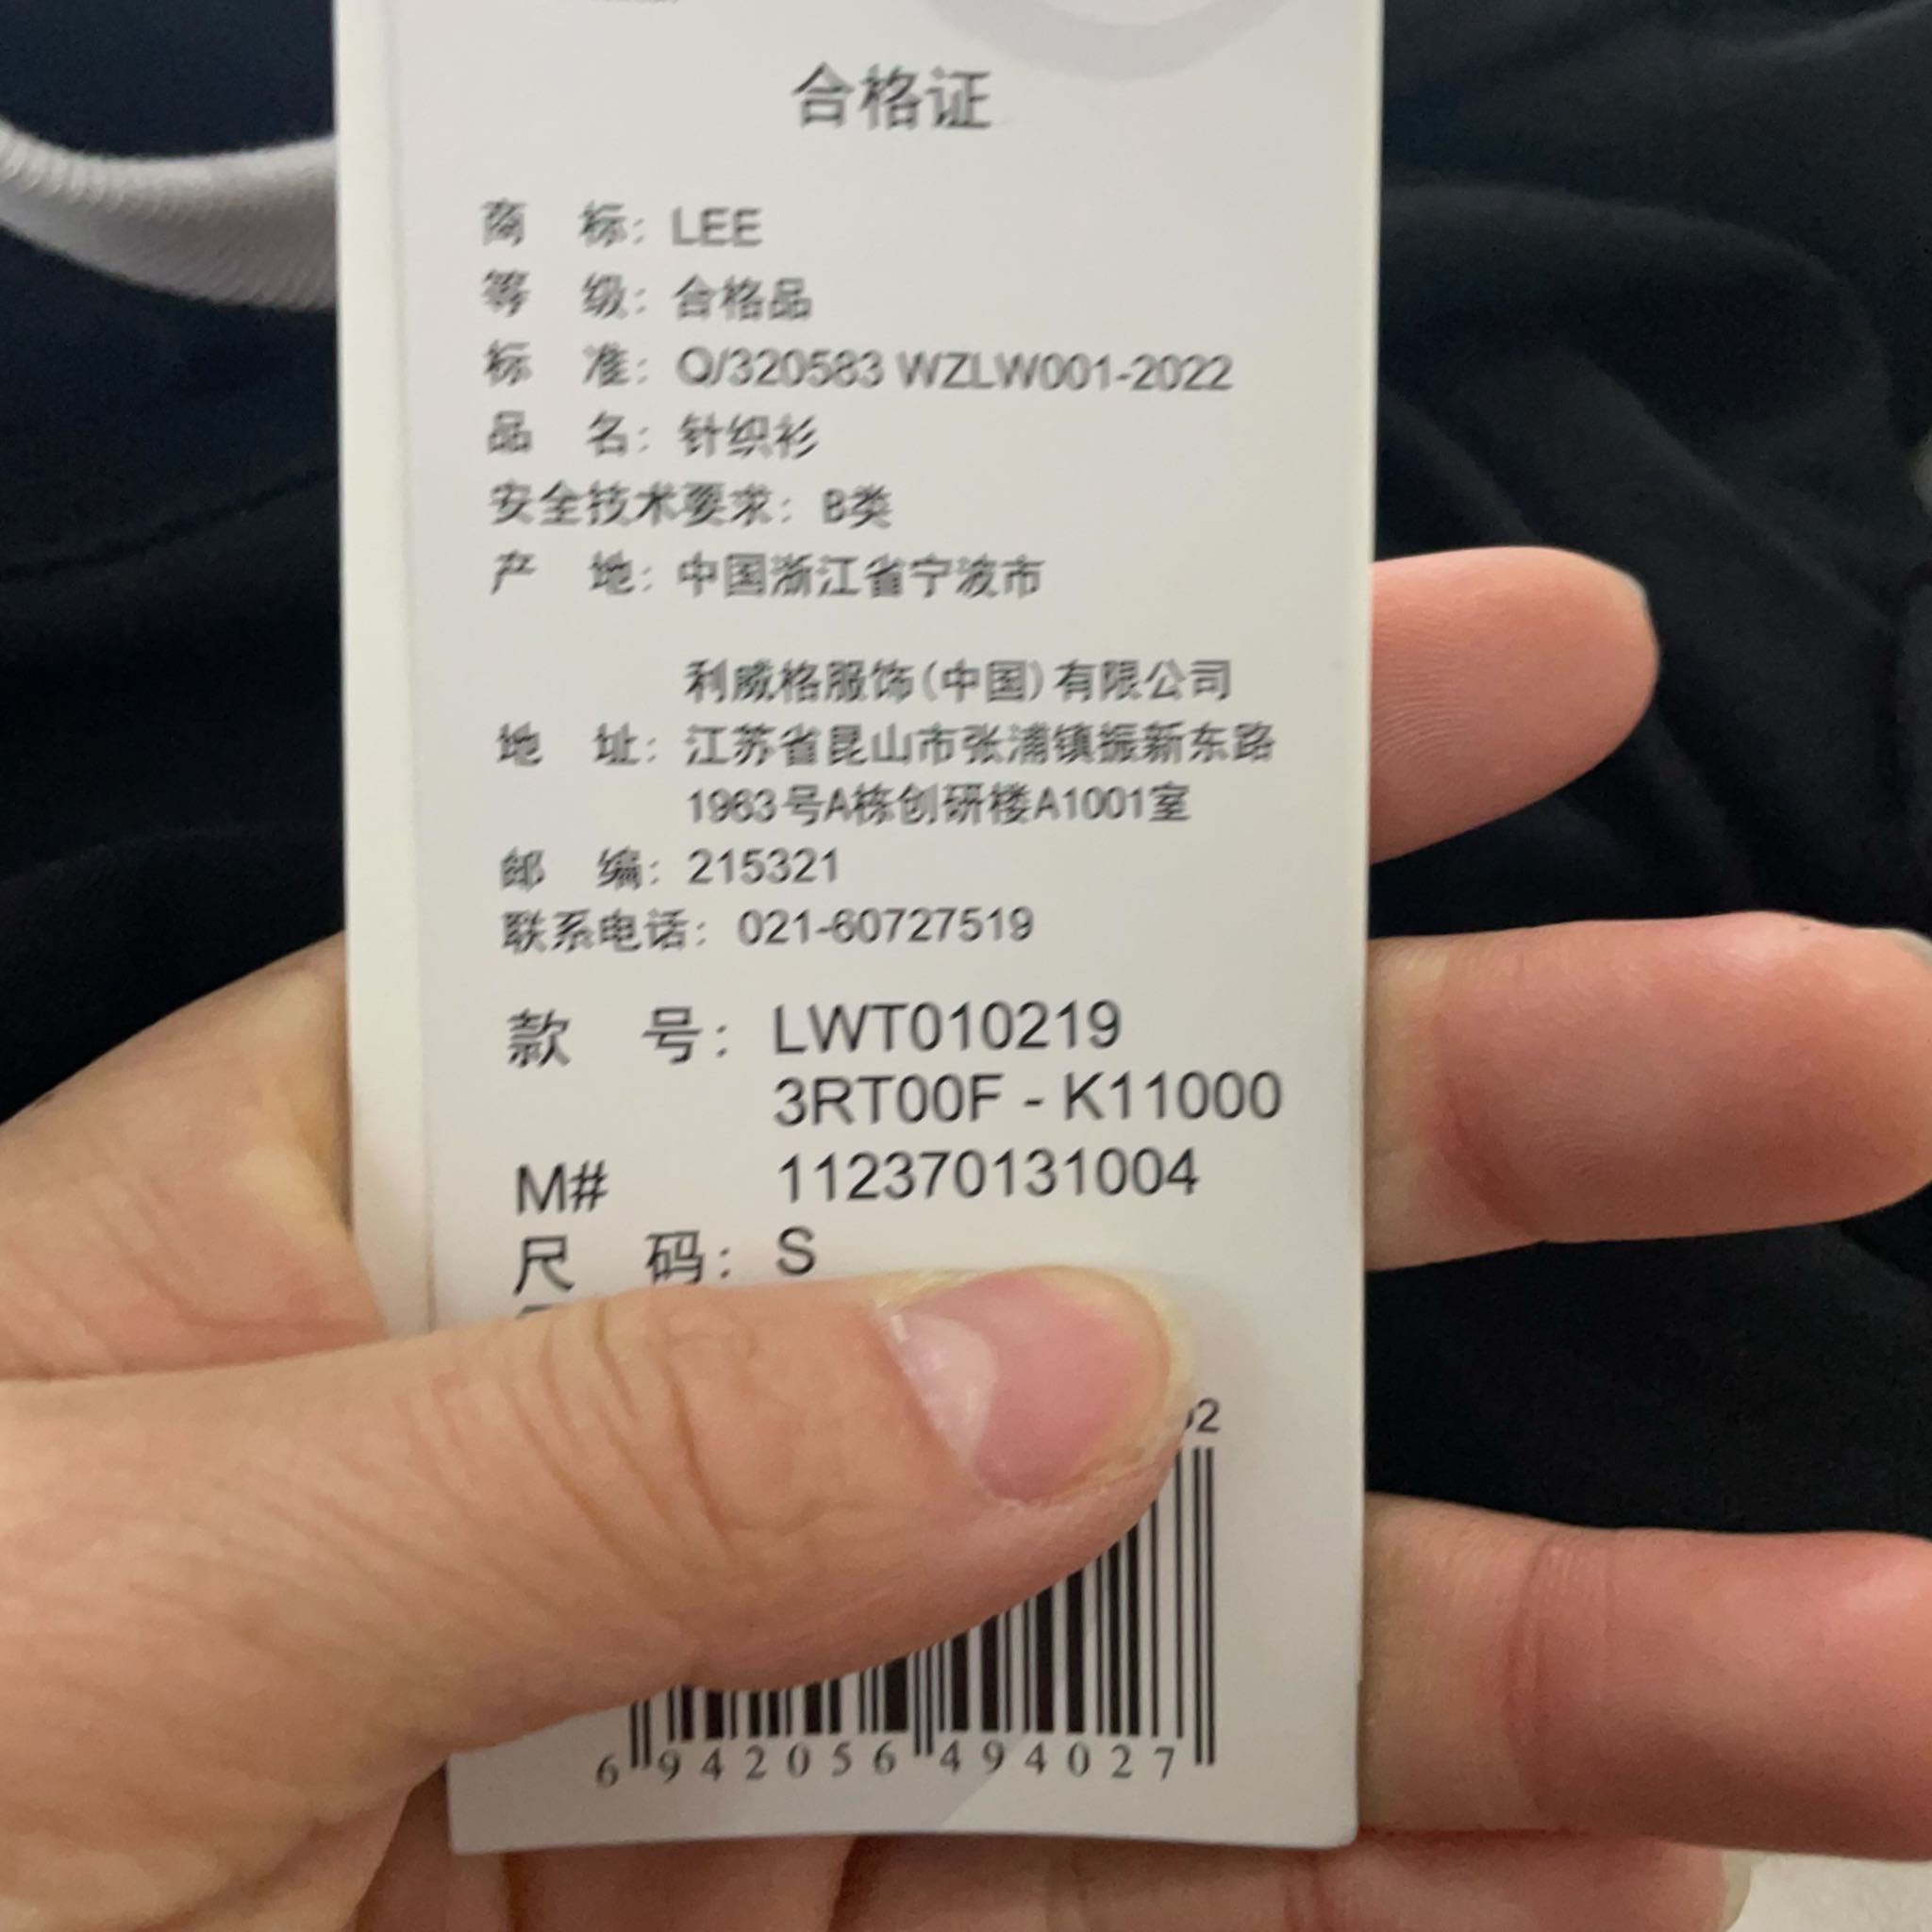 合格证
商 标: LEE
等 级: 合格品
标 准: Q/320583 WZLW001-2022
品 名: 针织衫
安全技术要求: B类
产 地: 中国浙江省宁波市
利威格服饰(中国)有限公司
地 址: 江苏省昆山市张浦镇振新东路
1963号A栋创研楼A1001室
邮 编: 215321
联系电话: 021-60727519
款 号: LWT010219
3RT00F - K11000
M# 112370131004
尺 码: S
2
6 942056 494027